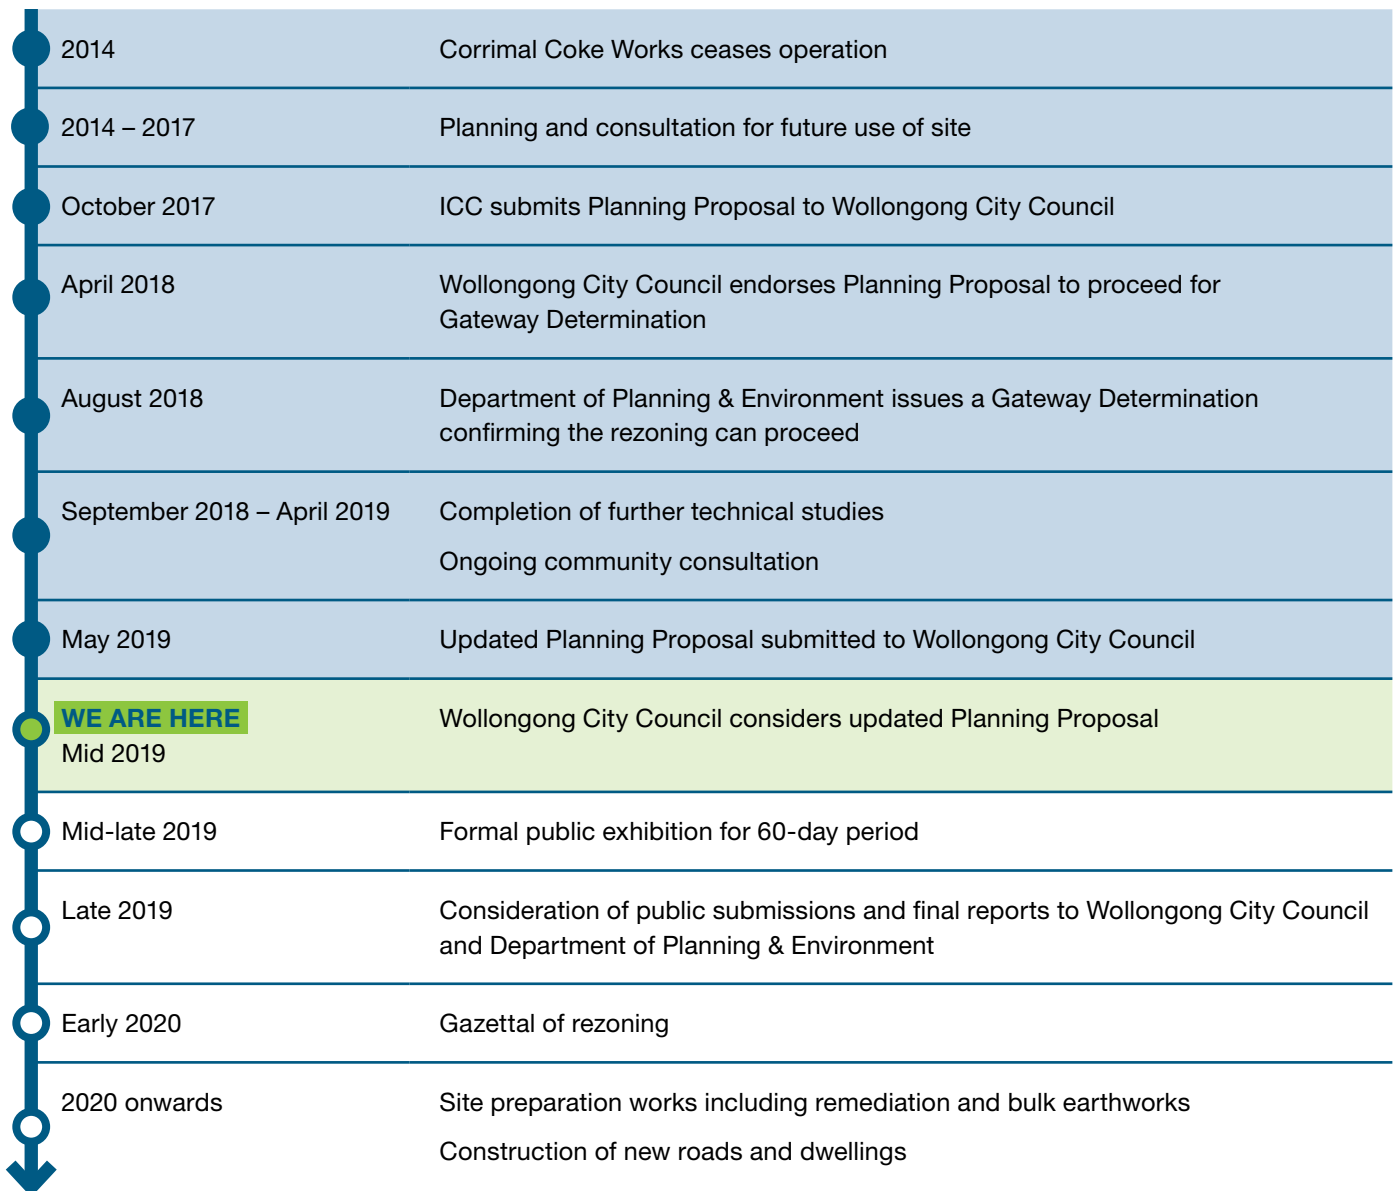 2014 Corrimal Coke Works ceases operation
2014 – 2017 Planning and consultation for future use of site
October 2017 ICC submits Planning Proposal to Wollongong City Council
April 2018 Wollongong City Council endorses Planning Proposal to proceed for
Gateway Determination
August 2018 Department of Planning & Environment issues a Gateway Determination
confirming the rezoning can proceed
September 2018 – April 2019 Completion of further technical studies
Ongoing community consultation
May 2019 Updated Planning Proposal submitted to Wollongong City Council
WE ARE HERE Wollongong City Council considers updated Planning Proposal
Mid 2019
Mid-late 2019 Formal public exhibition for 60-day period
Late 2019 Consideration of public submissions and final reports to Wollongong City Council
and Department of Planning & Environment
Early 2020 Gazettal of rezoning
2020 onwards Site preparation works including remediation and bulk earthworks
Construction of new roads and dwellings